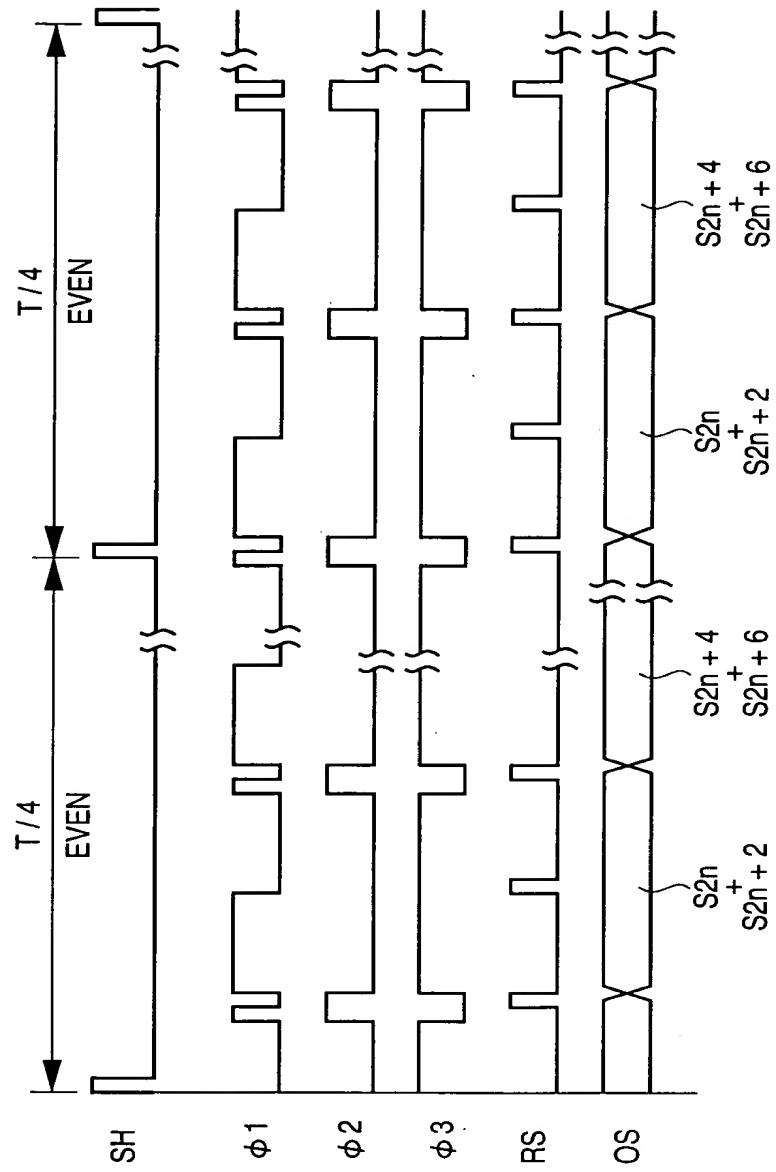 T/4
EVEN
T/4
EVEN
SH
φ1
φ2
φ3
RS
OS
S2n
+
S2n+2
S2n+4
+
S2n+6
S2n
+
S2n+2
S2n+4
+
S2n+6